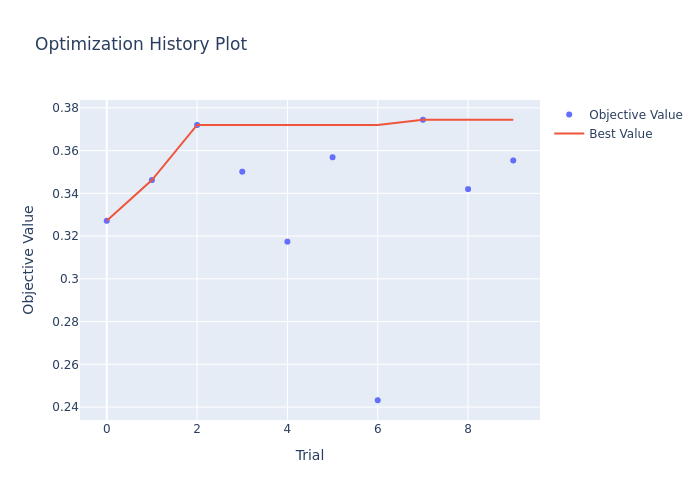 Optimization History Plot
0.38
0.36
0.34
0.32
0.3
0.28
0.26
0.24
0 2 4 6 8
Trial
Objective Value
Objective Value
Best Value